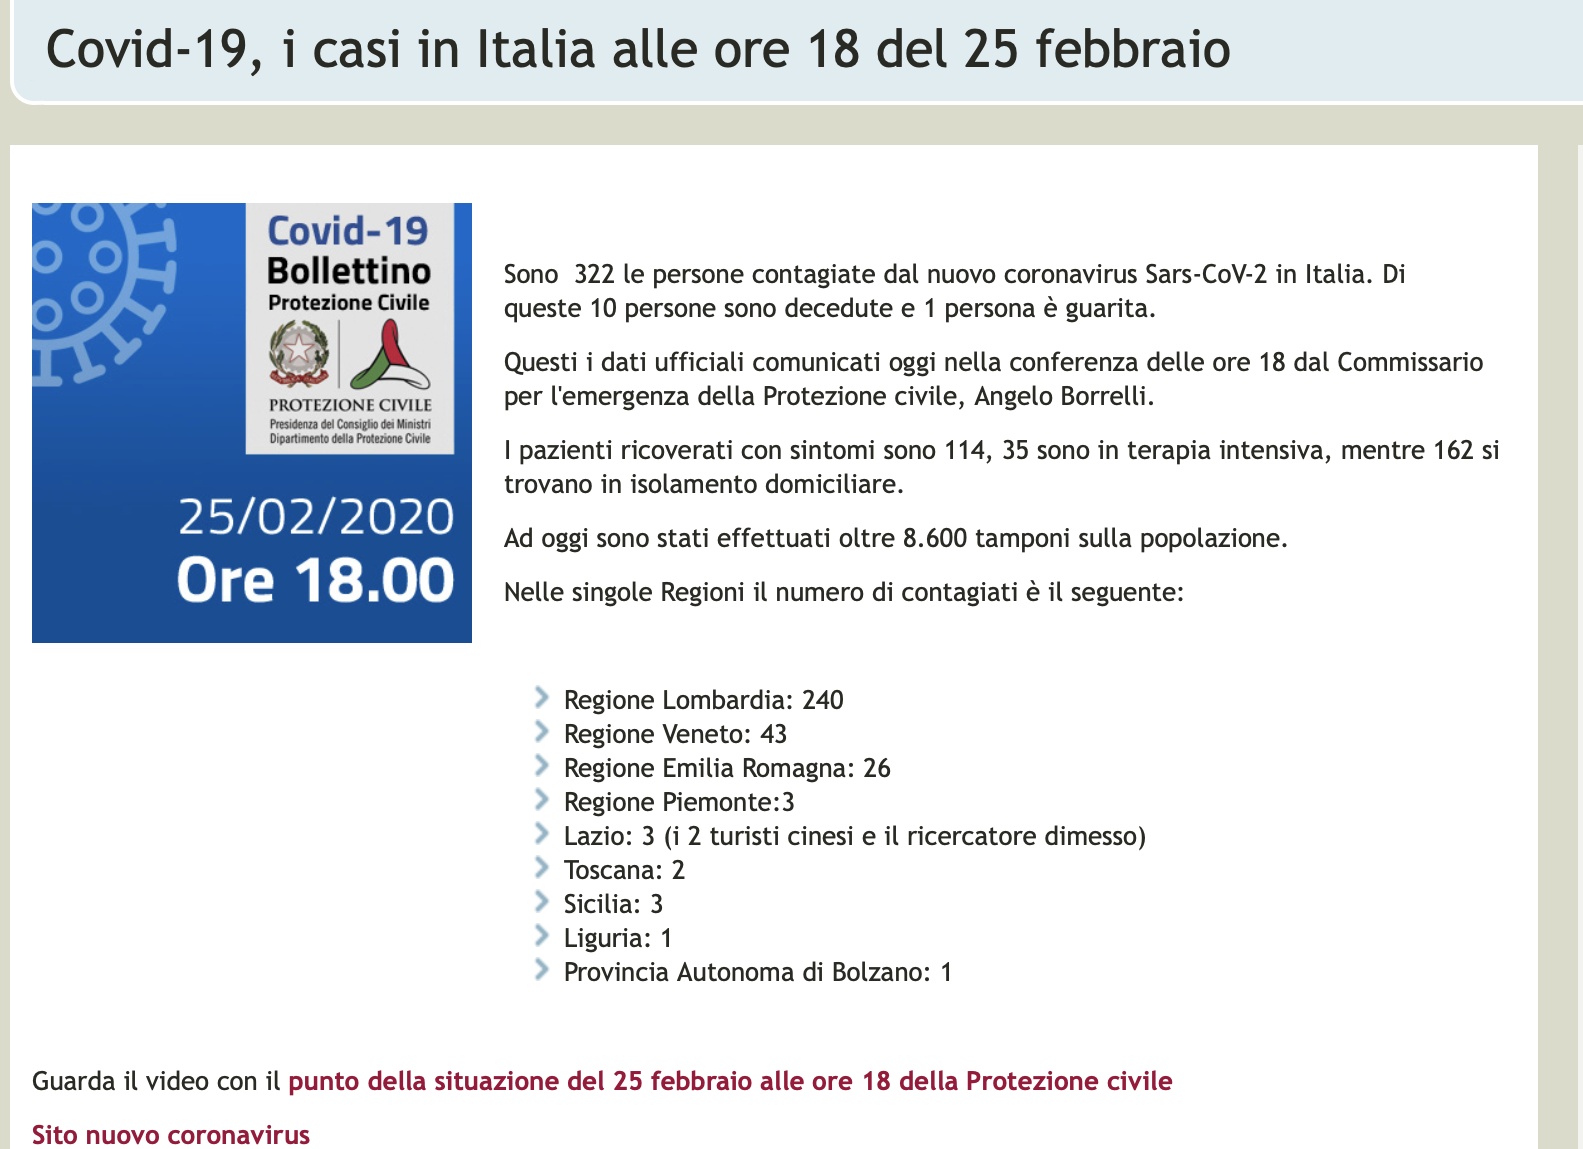 Covid-19, i casi in Italia alle ore 18 del 25 febbraio
Covid-19
Bollettino
Protezione Civile
PROTEZIONE CIVILE
Presidenza del Consiglio dei Ministri
Dipartimento della Protezione Civile
25/02/2020
Ore 18.00
Sono  322 le persone contagiate dal nuovo coronavirus Sars-CoV-2 in Italia. Di
queste 10 persone sono decedute e 1 persona è guarita.
Questi i dati ufficiali comunicati oggi nella conferenza delle ore 18 dal Commissario
per l'emergenza della Protezione civile, Angelo Borrelli.
I pazienti ricoverati con sintomi sono 114, 35 sono in terapia intensiva, mentre 162 si
trovano in isolamento domiciliare.
Ad oggi sono stati effettuati oltre 8.600 tamponi sulla popolazione.
Nelle singole Regioni il numero di contagiati è il seguente:
Regione Lombardia: 240
Regione Veneto: 43
Regione Emilia Romagna: 26
Regione Piemonte:3
Lazio: 3 (i 2 turisti cinesi e il ricercatore dimesso)
Toscana: 2
Sicilia: 3
Liguria: 1
Provincia Autonoma di Bolzano: 1
Guarda il video con il punto della situazione del 25 febbraio alle ore 18 della Protezione civile
Sito nuovo coronavirus